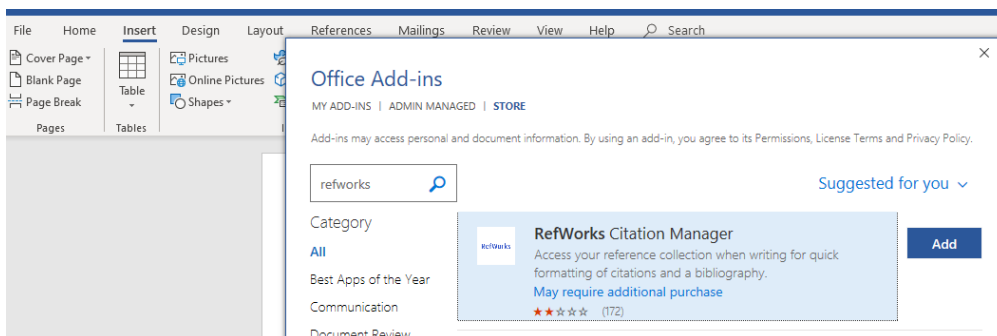 File Home Insert Design Layout References Mailings Review View Help Search
Cover Page
Blank Page
Page Break
Pages
Table
Tables
Pictures
Online Pictures
Shapes
Office Add-ins
MY ADD-INS | ADMIN MANAGED | STORE
Add-ins may access personal and document information. By using an add-in, you agree to its Permissions, License Terms and Privacy Policy.
refworks
Suggested for you
Category
All
Best Apps of the Year
Communication
Document Review
RefWorks
RefWorks Citation Manager
Access your reference collection when writing for quick
formatting of citations and a bibliography.
May require additional purchase
(172)
Add